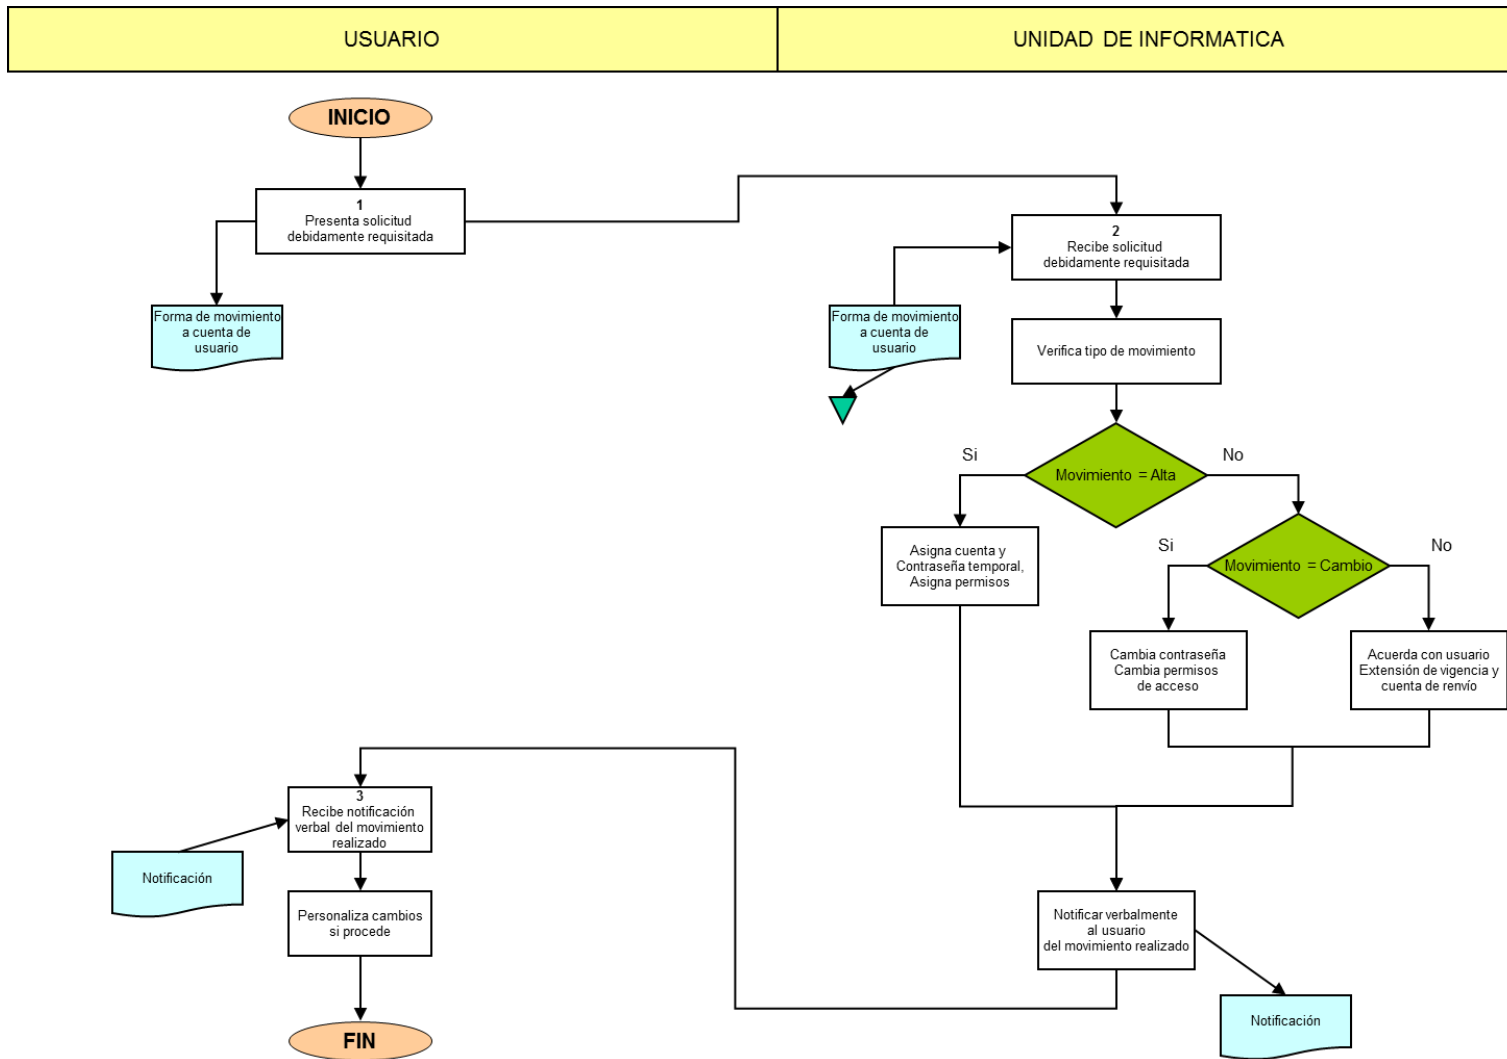 USUARIO
UNIDAD DE INFORMATICA
INICIO
1
Presenta solicitud
debidamente requisitada
2
Recibe solicitud
debidamente requisitada
Forma de movimiento
a cuenta de
usuario
Forma de movimiento
a cuenta de
usuario
Verifica tipo de movimiento
Si
No
Movimiento = Alta
Asigna cuenta y
Contraseña temporal,
Asigna permisos
Si
No
Movimiento = Cambio
Cambia contraseña
Cambia permisos
de acceso
Acuerda con usuario
Extensión de vigencia y
cuenta de renvío
3
Recibe notificación
verbal del movimiento
realizado
Notificación
Personaliza cambios
si procede
Notificar verbalmente
al usuario
del movimiento realizado
Notificación
FIN